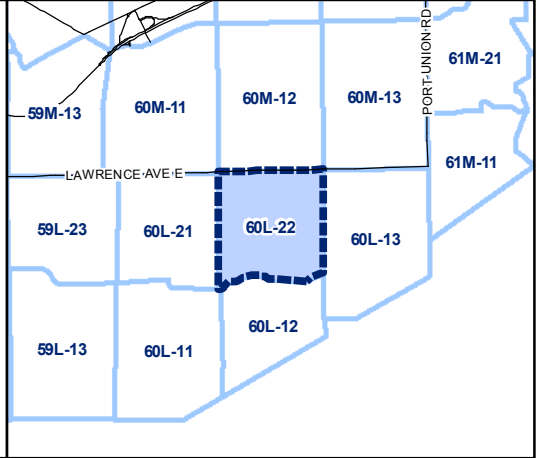 PORT UNION RD
61M-21
60M-12
60M-13
60M-11
59M-13
61M-11
LAWRENCE AVE E
60L-22
59L-23
60L-21
60L-13
60L-12
59L-13
60L-11